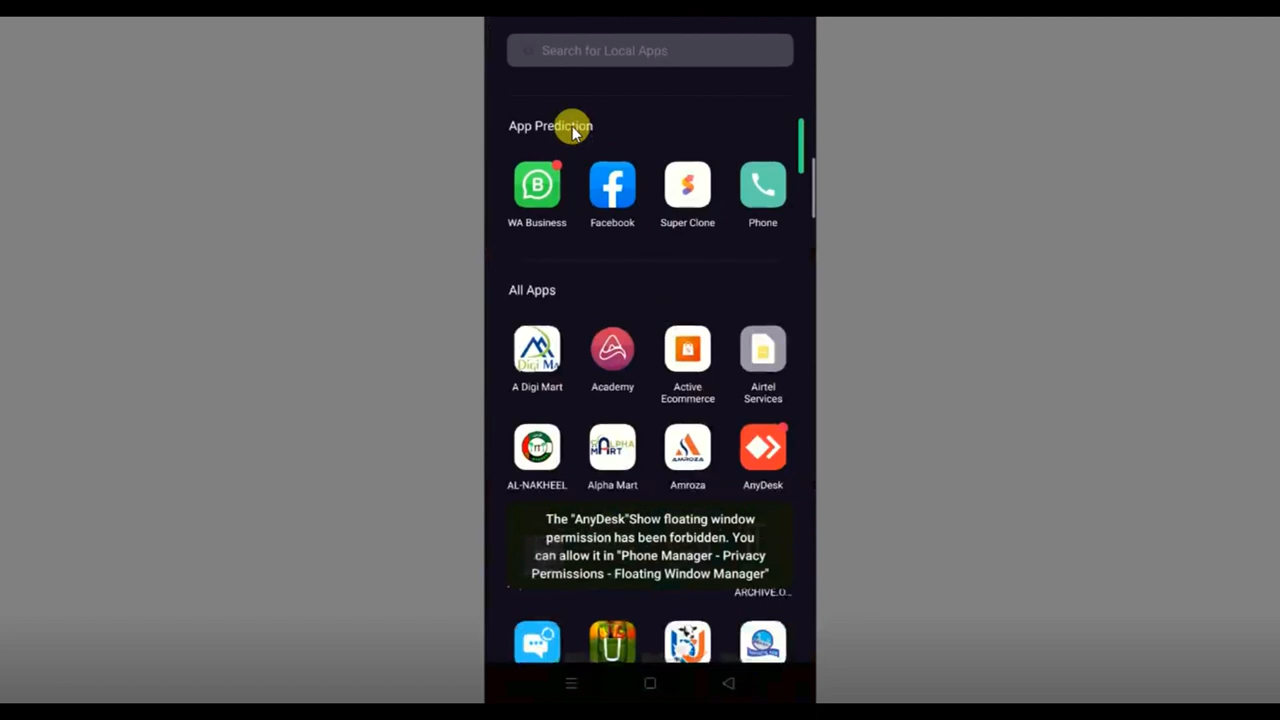 Search for Local Apps
App Prediction
WA Business
Facebook
Super Clone
Phone
All Apps
A Digi Mart
Academy
Active
Ecommerce
Airtel
Services
AL-NAKHEEL
Alpha Mart
Amroza
AnyDesk
The "AnyDesk"Show floating window
permission has been forbidden. You
can allow it in "Phone Manager - Privacy
Permissions - Floating Window Manager"
ARCHIVE.O...